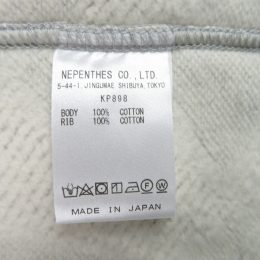 NEPENTHES CO., LTD.
5-44-1, JINGUMAE SHIBUYA, TOKYO
KP898
BODY 100% COTTON
RIB 100% COTTON
MADE IN JAPAN